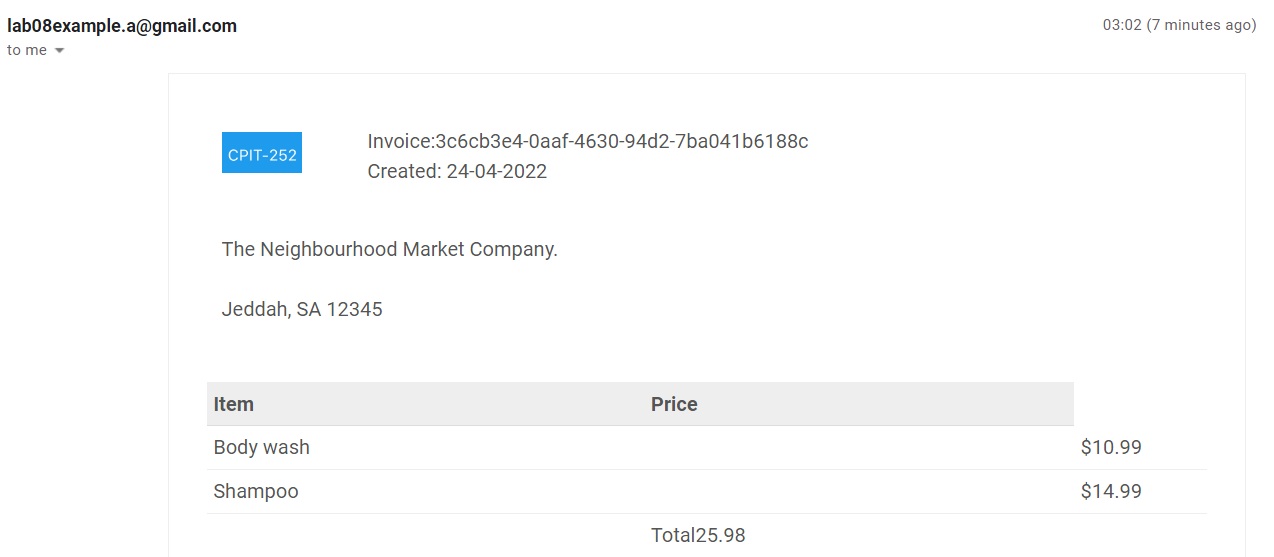 lab08example.a@gmail.com 03:02 (7 minutes ago)
to me
CPIT-252
Invoice:3c6cb3e4-0aaf-4630-94d2-7ba041b6188c
Created: 24-04-2022
The Neighbourhood Market Company.
Jeddah, SA 12345
Item Price
Body wash $10.99
Shampoo $14.99
Total25.98